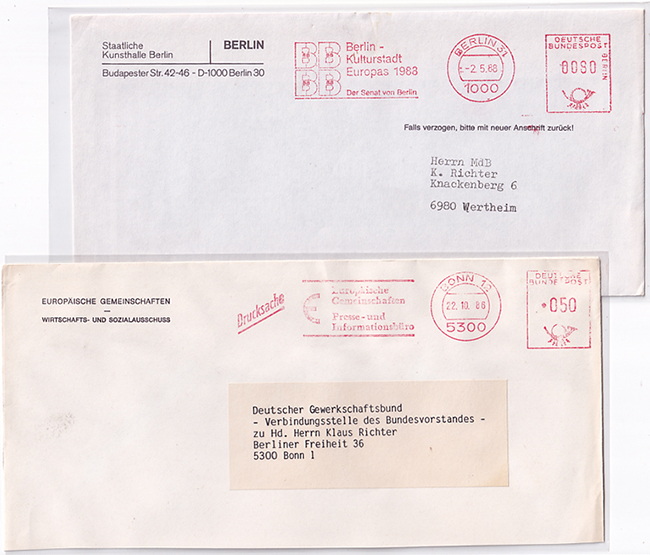 Staatliche
Kunsthalle Berlin
BERLIN
Budapester Str. 42-46 - D-1000 Berlin 30
Berlin -
Kulturstadt
Europas 1988
Der Senat von Berlin
BERLIN 31
-2.5.88
1000
DEUTSCHE
BUNDESPOST
BERLIN
0080
Falls verzogen, bitte mit neuer Anschrift zurück!
Herrn MdB
K. Richter
Knackenberg 6
6980 Wertheim
EUROPÄISCHE GEMEINSCHAFTEN
—
WIRTSCHAFTS- UND SOZIALAUSSCHUSS
Drucksache
Europäische
Gemeinschaften
Presse- und
Informationsbüro
BONN 12
22.10.86
5300
DEUTSCHE
BUNDESPOST
*050
Deutscher Gewerkschaftsbund
- Verbindungsstelle des Bundesvorstandes -
zu Hd. Herrn Klaus Richter
Berliner Freiheit 36
5300 Bonn 1